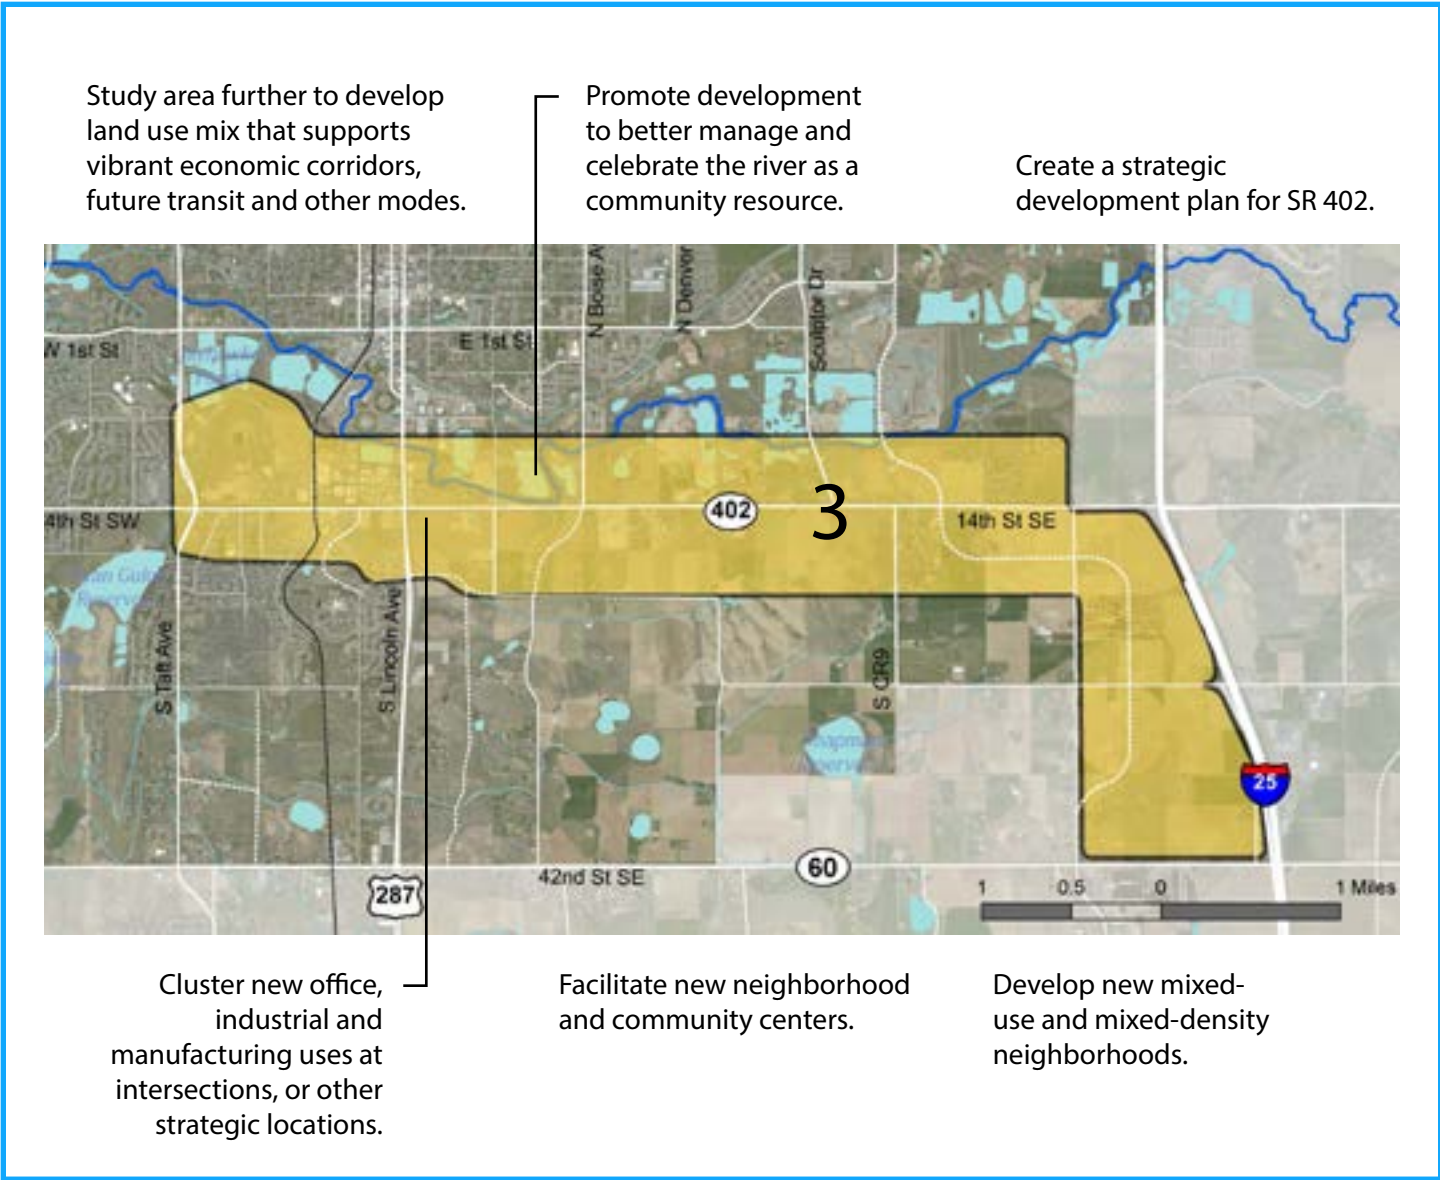 Study area further to develop
land use mix that supports
vibrant economic corridors,
future transit and other modes.
Promote development
to better manage and
celebrate the river as a
community resource.
Create a strategic
development plan for SR 402.
N Boise A
N Denver
Sculptor Dr
W 1st St
E 1st St
4th St SW
402
3
14th St SE
S Taft Ave
S Lincoln Ave
S CR9
25
42nd St SE
60
287
1 0.5 0 1 Miles
Cluster new office,
industrial and
manufacturing uses at
intersections, or other
strategic locations.
Facilitate new neighborhood
and community centers.
Develop new mixed-
use and mixed-density
neighborhoods.